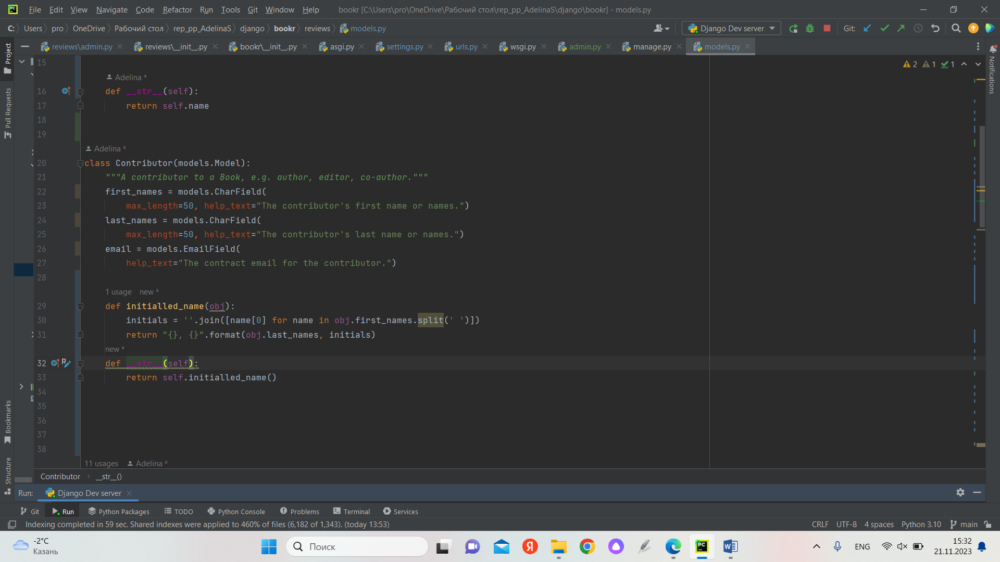 File Edit View Navigate Code Refactor Run Tools Git Window Help bookr [C:\Users\pro\OneDrive\Рабочий стол\rep_pp_AdelinaS\django\bookr] - models.py
C: Users pro OneDrive Рабочий стол rep_pp_AdelinaS django bookr reviews models.py Django Dev server Git:
reviews\admin.py reviews\__init__.py bookr\__init__.py asgi.py settings.py urls.py wsgi.py admin.py manage.py models.py
Project
Pull Requests
Bookmarks
Structure
Notifications
2 1 1
15
Adelina *
16 def __str__(self):
17 return self.name
18
19
Adelina *
20 class Contributor(models.Model):
21 """A contributor to a Book, e.g. author, editor, co-author."""
22 first_names = models.CharField(
23 max_length=50, help_text="The contributor's first name or names.")
24 last_names = models.CharField(
25 max_length=50, help_text="The contributor's last name or names.")
26 email = models.EmailField(
27 help_text="The contract email for the contributor.")
28
1 usage new *
29 def initialled_name(obj):
30 initials = ''.join([name[0] for name in obj.first_names.split(' ')])
31 return "{}, {}".format(obj.last_names, initials)
new *
32 def __str__(self):
33 return self.initialled_name()
34
35
36
37
38
11 usages Adelina *
Contributor › __str__()
Run: Django Dev server
Git Run Python Packages TODO Python Console Problems Terminal Services
Indexing completed in 59 sec. Shared indexes were applied to 460% of files (6,182 of 1,343). (today 13:53) CRLF UTF-8 4 spaces Python 3.10 main
-2°C
Казань
Поиск
ENG
15:32
21.11.2023